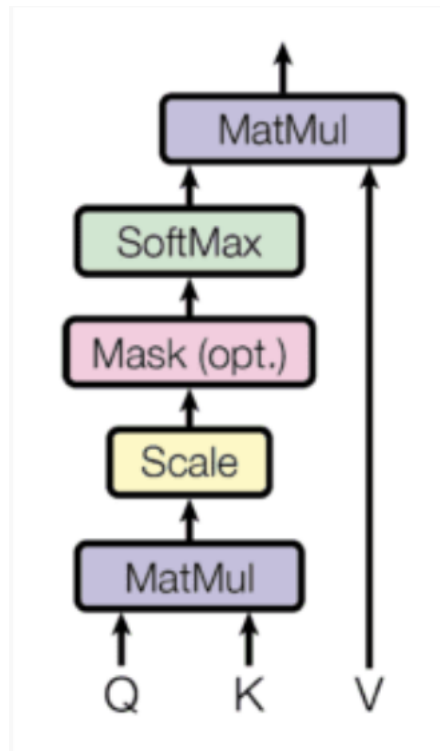 MatMul
SoftMax
Mask (opt.)
Scale
MatMul
Q K V